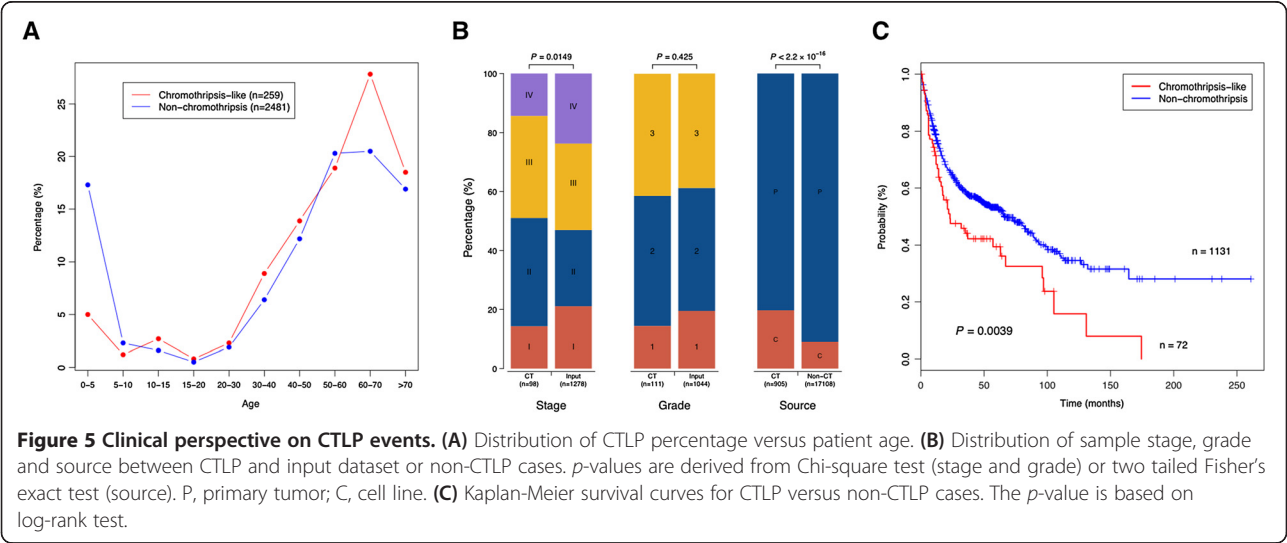 A
Percentage (%)
25
20
15
10
5
0
Chromothripsis-like (n=259)
Non-chromothripsis (n=2481)
0-5 5-10 10-15 15-20 20-30 30-40 40-50 50-60 60-70 >70
Age
B
P = 0.0149 P = 0.425 P < 2.2 × 10⁻¹⁶
Percentage (%)
100
80
60
40
20
0
IV IV
III III
II II
I I
3 3
2 2
1 1
P P
C C
CT Input CT Input CT Non-CT
(n=98) (n=1278) (n=111) (n=1044) (n=905) (n=17108)
Stage Grade Source
C
Probability (%)
1.0
0.8
0.6
0.4
0.2
0.0
Chromothripsis-like
Non-chromothripsis
n = 1131
P = 0.0039
n = 72
0 50 100 150 200 250
Time (months)
Figure 5 Clinical perspective on CTLP events. (A) Distribution of CTLP percentage versus patient age. (B) Distribution of sample stage, grade
and source between CTLP and input dataset or non-CTLP cases. p-values are derived from Chi-square test (stage and grade) or two tailed Fisher's
exact test (source). P, primary tumor; C, cell line. (C) Kaplan-Meier survival curves for CTLP versus non-CTLP cases. The p-value is based on
log-rank test.